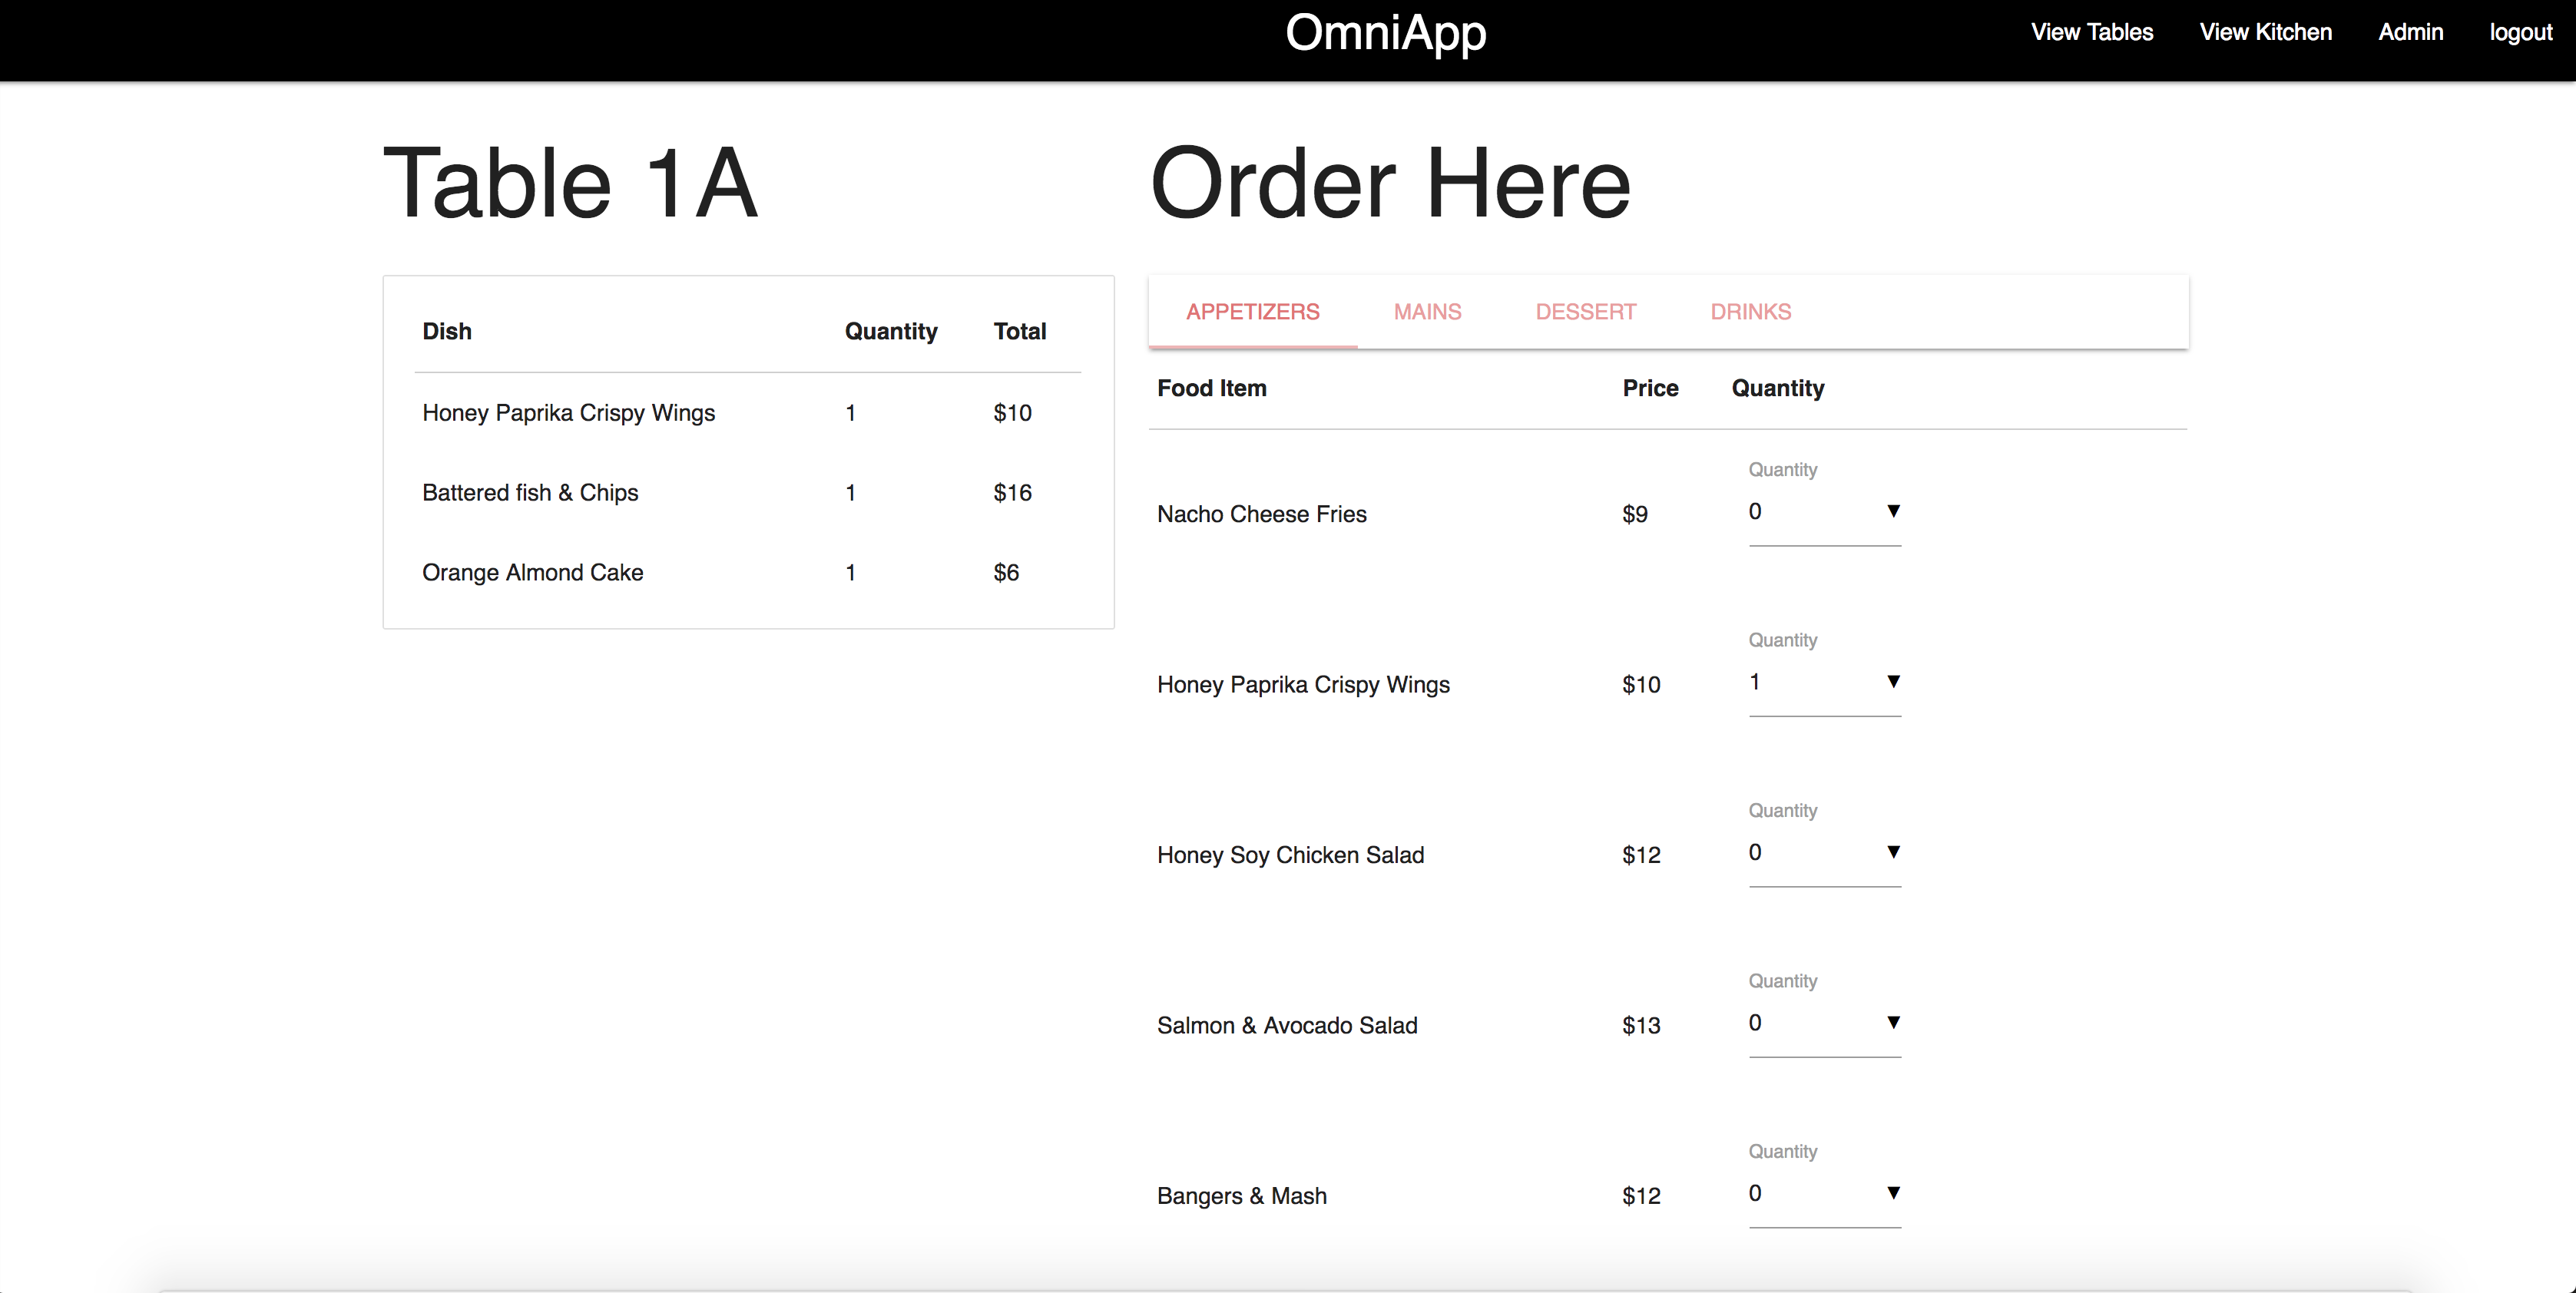 OmniApp
View Tables View Kitchen Admin logout
Table 1A
Dish Quantity Total
Honey Paprika Crispy Wings 1 $10
Battered fish & Chips 1 $16
Orange Almond Cake 1 $6
Order Here
APPETIZERS MAINS DESSERT DRINKS
Food Item Price Quantity
Quantity
Nacho Cheese Fries $9 0 ▼
Quantity
Honey Paprika Crispy Wings $10 1 ▼
Quantity
Honey Soy Chicken Salad $12 0 ▼
Quantity
Salmon & Avocado Salad $13 0 ▼
Quantity
Bangers & Mash $12 0 ▼